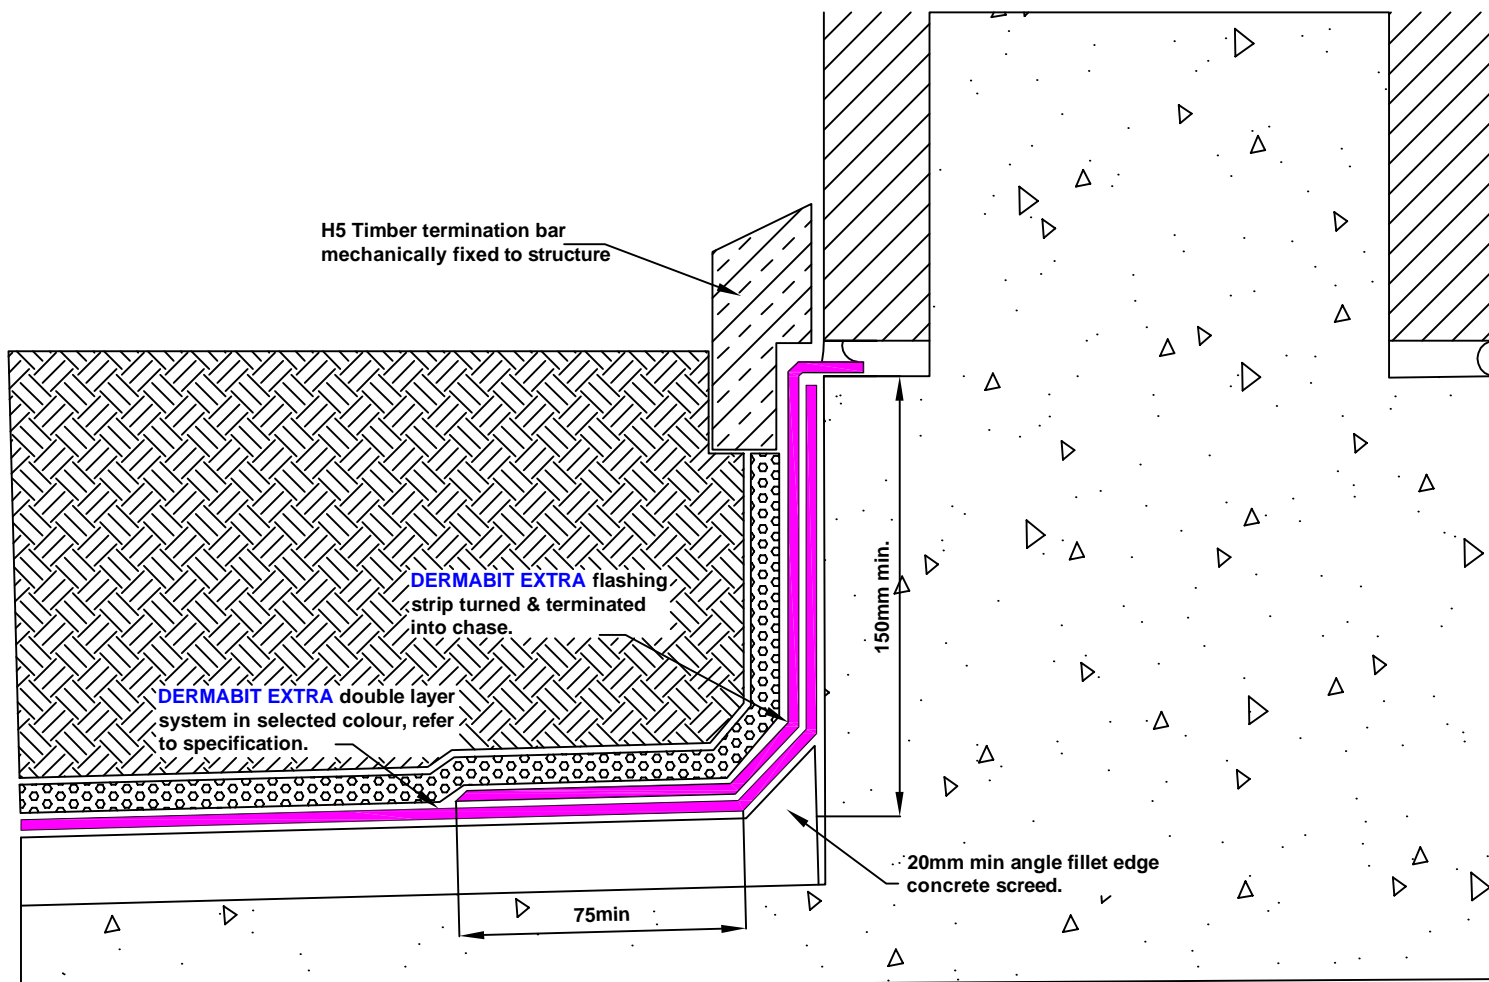 H5 Timber termination bar
mechanically fixed to structure
DERMABIT EXTRA flashing
strip turned & terminated
into chase.
150mm min.
DERMABIT EXTRA double layer
system in selected colour, refer
to specification.
20mm min angle fillet edge
concrete screed.
75min